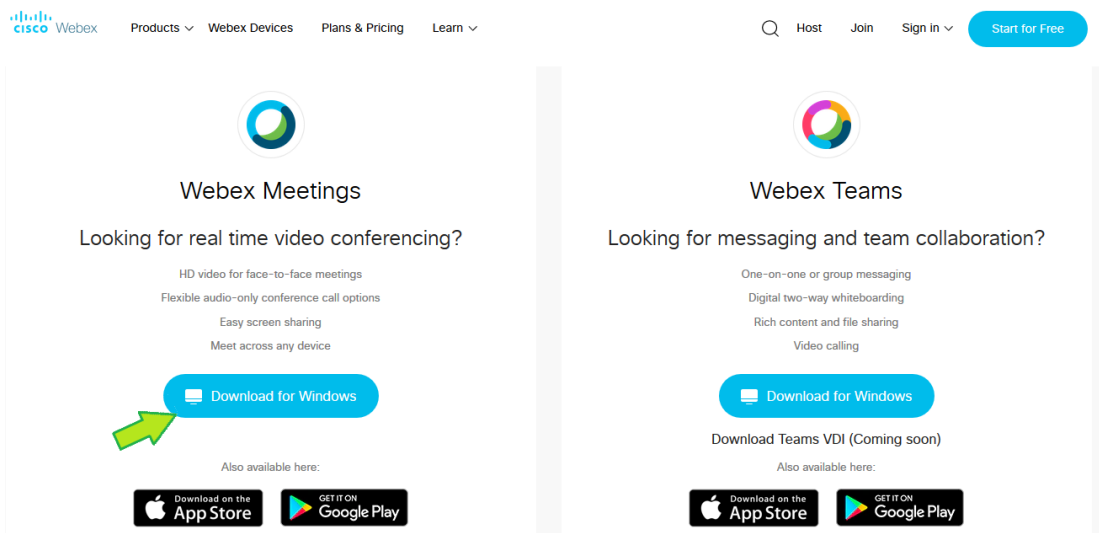 CISCO Webex
Products
Webex Devices
Plans & Pricing
Learn
Host
Join
Sign in
Start for Free
Webex Meetings
Looking for real time video conferencing?
HD video for face-to-face meetings
Flexible audio-only conference call options
Easy screen sharing
Meet across any device
Download for Windows
Also available here:
Download on the
App Store
GET IT ON
Google Play
Webex Teams
Looking for messaging and team collaboration?
One-on-one or group messaging
Digital two-way whiteboarding
Rich content and file sharing
Video calling
Download for Windows
Download Teams VDI (Coming soon)
Also available here:
Download on the
App Store
GET IT ON
Google Play